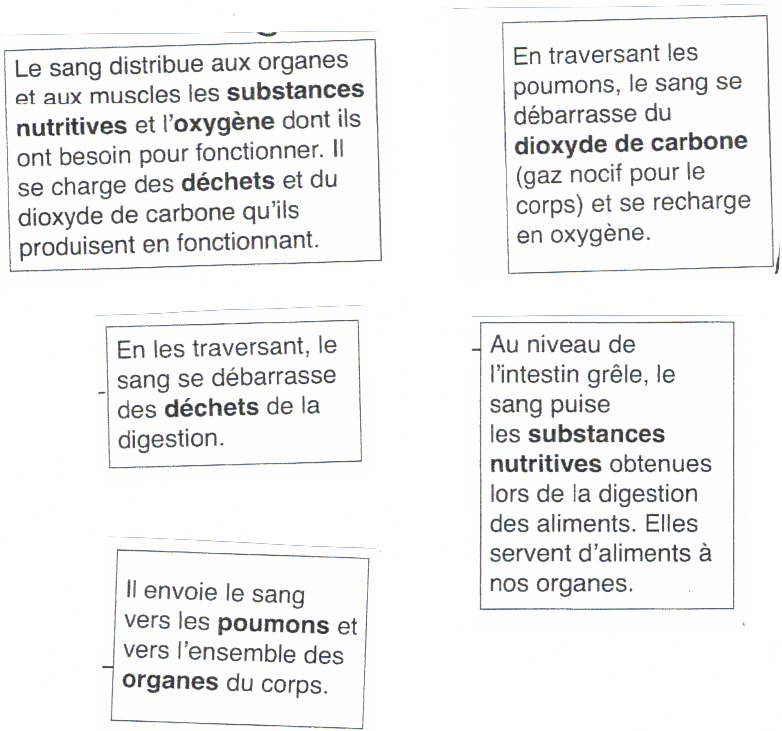 Le sang distribue aux organes
et aux muscles les substances
nutritives et l'oxygène dont ils
ont besoin pour fonctionner. Il
se charge des déchets et du
dioxyde de carbone qu'ils
produisent en fonctionnant.
En traversant les
poumons, le sang se
débarrasse du
dioxyde de carbone
(gaz nocif pour le
corps) et se recharge
en oxygène.
En les traversant, le
sang se débarrasse
des déchets de la
digestion.
Au niveau de
l'intestin grêle, le
sang puise
les substances
nutritives obtenues
lors de la digestion
des aliments. Elles
servent d'aliments à
nos organes.
Il envoie le sang
vers les poumons et
vers l'ensemble des
organes du corps.